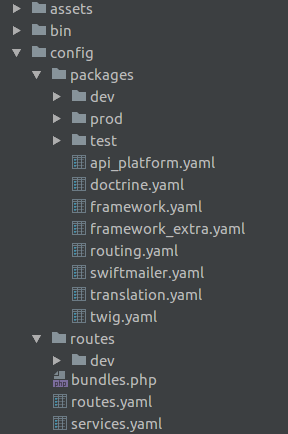 assets
bin
config
packages
dev
prod
test
api_platform.yaml
doctrine.yaml
framework.yaml
framework_extra.yaml
routing.yaml
swiftmailer.yaml
translation.yaml
twig.yaml
routes
dev
bundles.php
routes.yaml
services.yaml